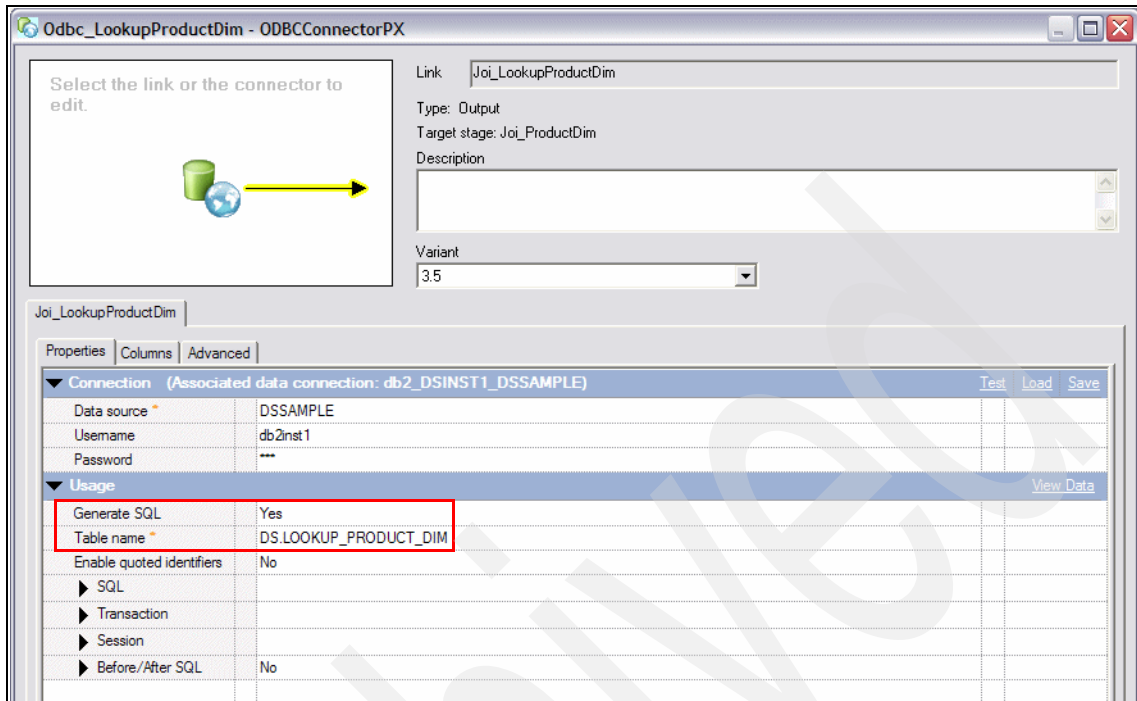 Odbc_LookupProductDim - ODBCConnectorPX
Select the link or the connector to
edit.
Link Joi_LookupProductDim
Type: Output
Target stage: Joi_ProductDim
Description
Variant
3.5
Joi_LookupProductDim
Properties Columns Advanced
Connection (Associated data connection: db2_DSINST1_DSSAMPLE) Test Load Save
Data source * DSSAMPLE
Username db2inst1
Password ***
Usage View Data
Generate SQL Yes
Table name * DS.LOOKUP_PRODUCT_DIM
Enable quoted identifiers No
SQL
Transaction
Session
Before/After SQL No